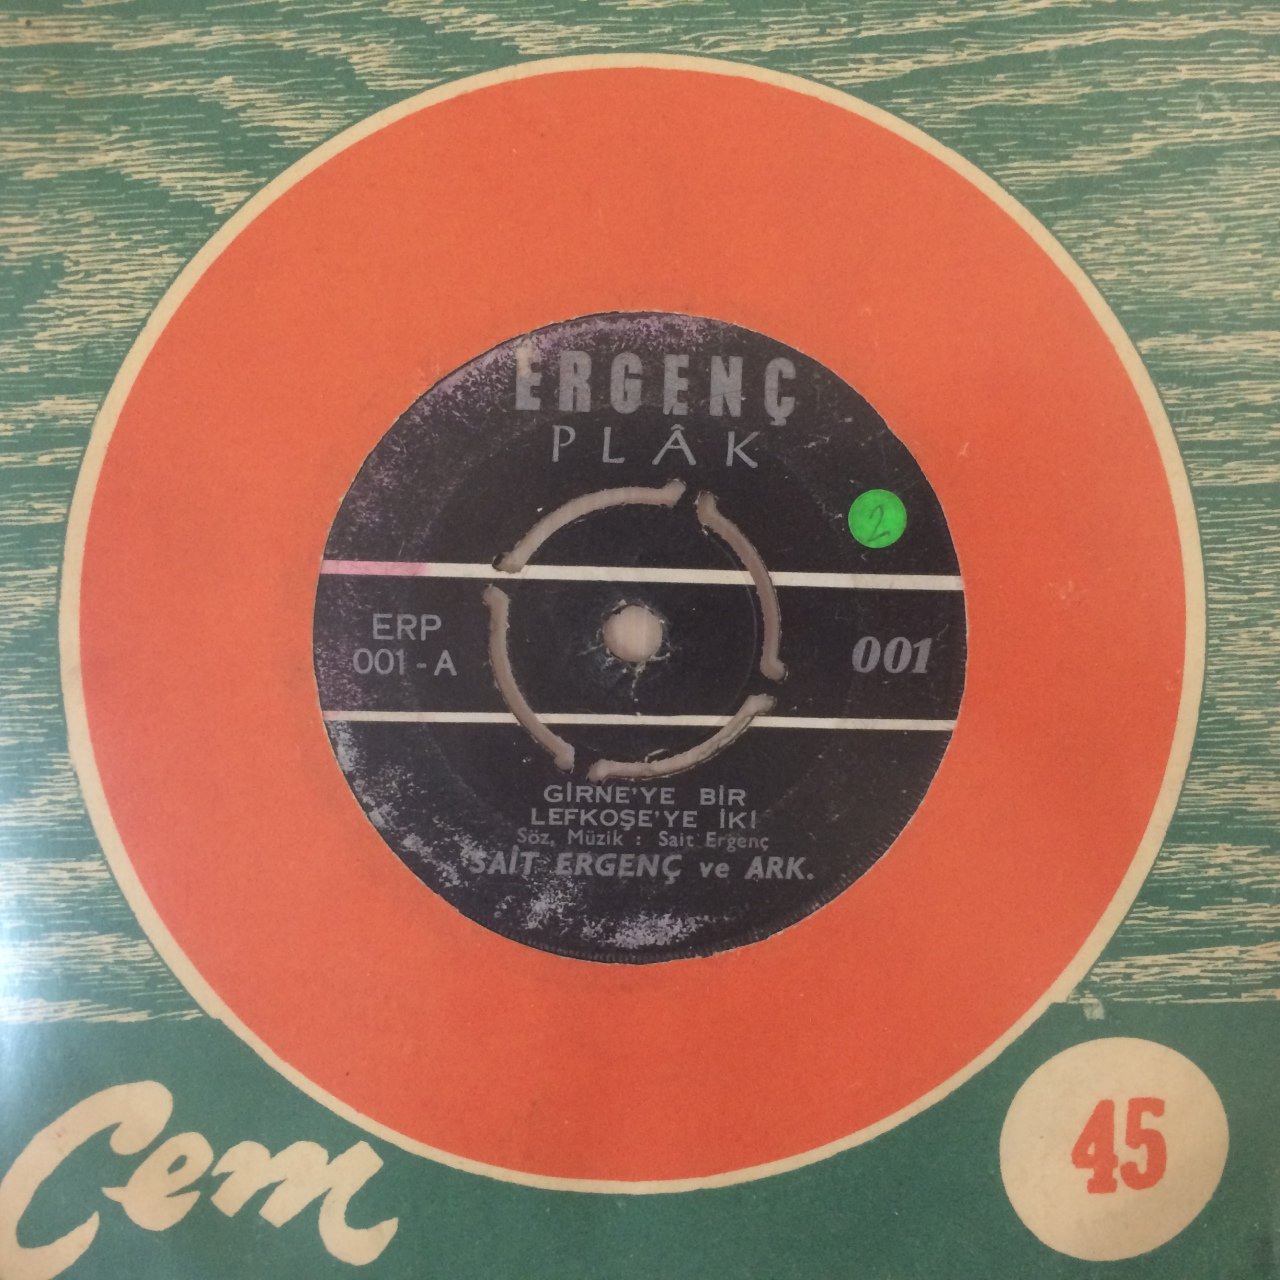 ERGENÇ
PLÂK
2
ERP
001-A
001
GİRNE'YE BİR
LEFKOŞE'YE İKİ
Söz, Müzik : Sait Ergenç
SAİT ERGENÇ ve ARK.
Cem
45